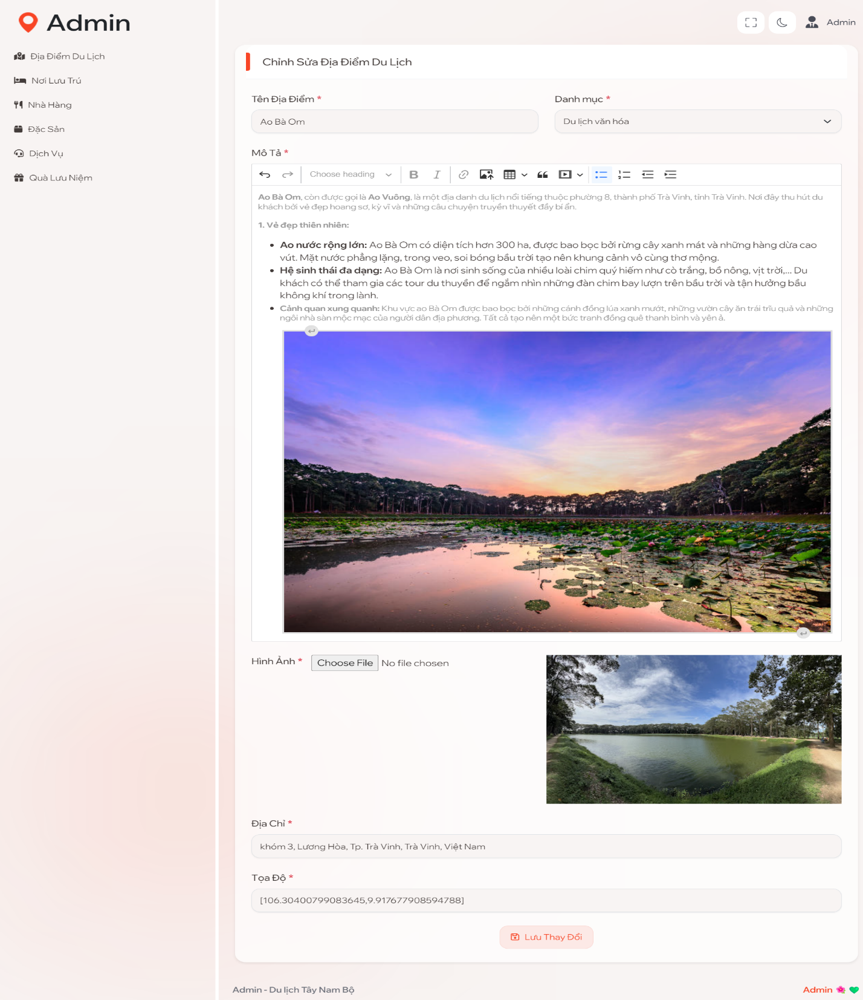 Admin
Địa Điểm Du Lịch
Nơi Lưu Trú
Nhà Hàng
Đặc Sản
Dịch Vụ
Quà Lưu Niệm
Admin
Chỉnh Sửa Địa Điểm Du Lịch
Tên Địa Điểm *
Ao Bà Om
Danh mục *
Du lịch văn hóa
Mô Tả *
Choose heading
Ao Bà Om, còn được gọi là Ao Vuông, là một địa danh du lịch nổi tiếng thuộc phường 8, thành phố Trà Vinh, tỉnh Trà Vinh. Nơi đây thu hút du
khách bởi vẻ đẹp hoang sơ, kỳ vĩ và những câu chuyện truyền thuyết đầy bí ẩn.
1. Vẻ đẹp thiên nhiên:
• Ao nước rộng lớn: Ao Bà Om có diện tích hơn 300 ha, được bao bọc bởi rừng cây xanh mát và những hàng dừa cao
vút. Mặt nước phẳng lặng, trong veo, soi bóng bầu trời tạo nên khung cảnh vô cùng thơ mộng.
• Hệ sinh thái đa dạng: Ao Bà Om là nơi sinh sống của nhiều loài chim quý hiếm như cò trắng, bồ nông, vịt trời,... Du
khách có thể tham gia các tour du thuyền để ngắm nhìn những đàn chim bay lượn trên bầu trời và tận hưởng bầu
không khí trong lành.
• Cảnh quan xung quanh: Khu vực ao Bà Om được bao bọc bởi những cánh đồng lúa xanh mướt, những vườn cây ăn trái trĩu quả và những
ngôi nhà sàn mộc mạc của người dân địa phương. Tất cả tạo nên một bức tranh đồng quê thanh bình và yên ả.
Hình Ảnh *
Choose File No file chosen
Địa Chỉ *
khóm 3, Lương Hòa, Tp. Trà Vinh, Trà Vinh, Việt Nam
Tọa Độ *
[106.30400799083645,9.917677908594788]
Lưu Thay Đổi
Admin - Du lịch Tây Nam Bộ
Admin